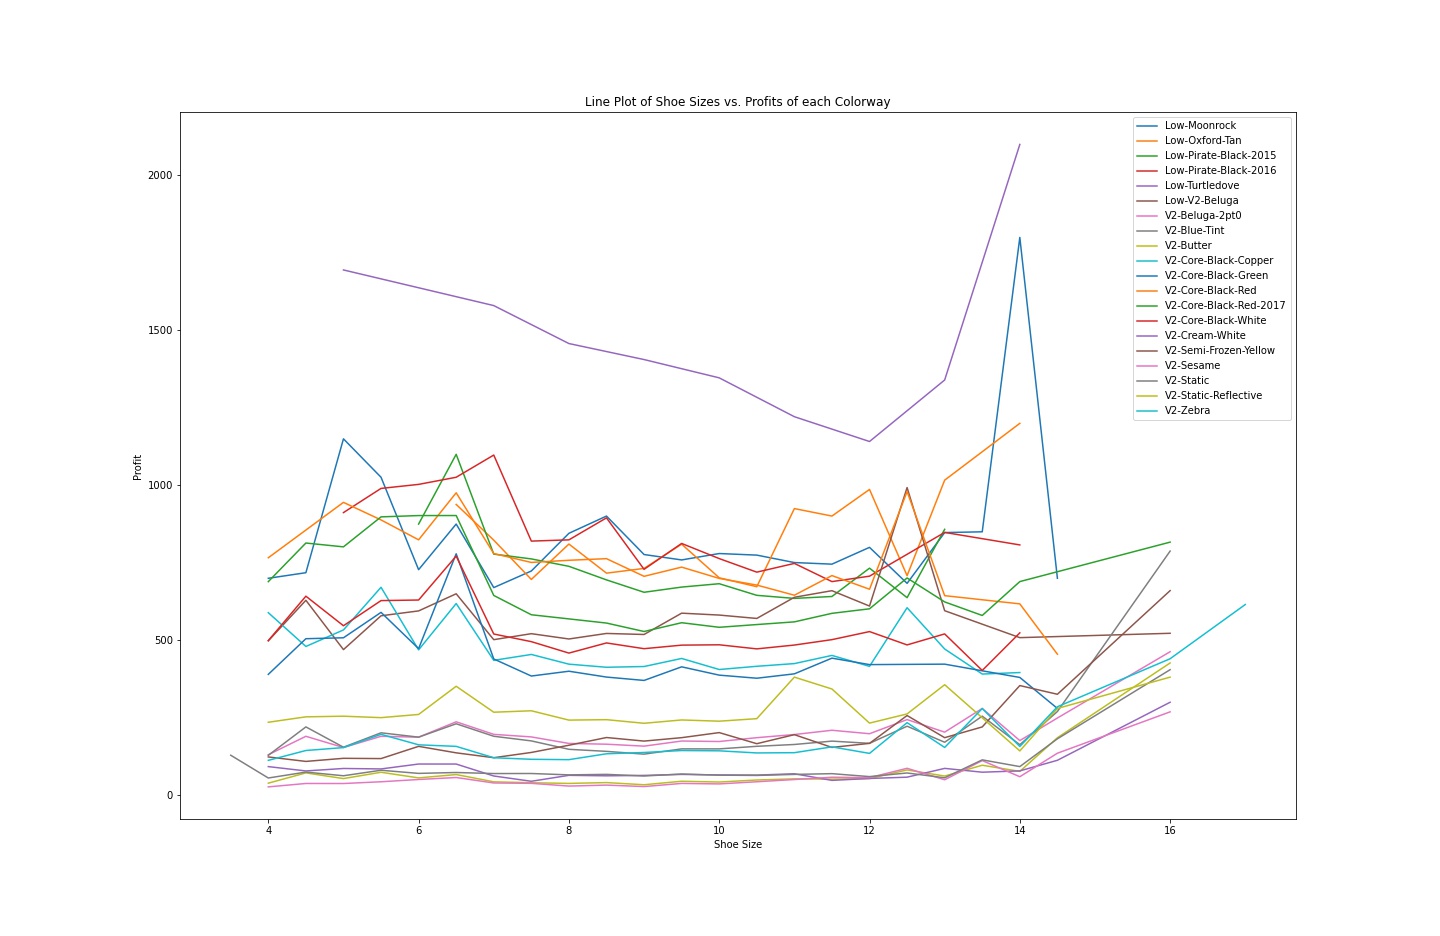 Line Plot of Shoe Sizes vs. Profits of each Colorway
Low-Moonrock
Low-Oxford-Tan
Low-Pirate-Black-2015
Low-Pirate-Black-2016
Low-Turtledove
Low-V2-Beluga
V2-Beluga-2pt0
V2-Blue-Tint
V2-Butter
V2-Core-Black-Copper
V2-Core-Black-Green
V2-Core-Black-Red
V2-Core-Black-Red-2017
V2-Core-Black-White
V2-Cream-White
V2-Semi-Frozen-Yellow
V2-Sesame
V2-Static
V2-Static-Reflective
V2-Zebra
2000
1500
1000
500
0
Profit
4 6 8 10 12 14 16
Shoe Size